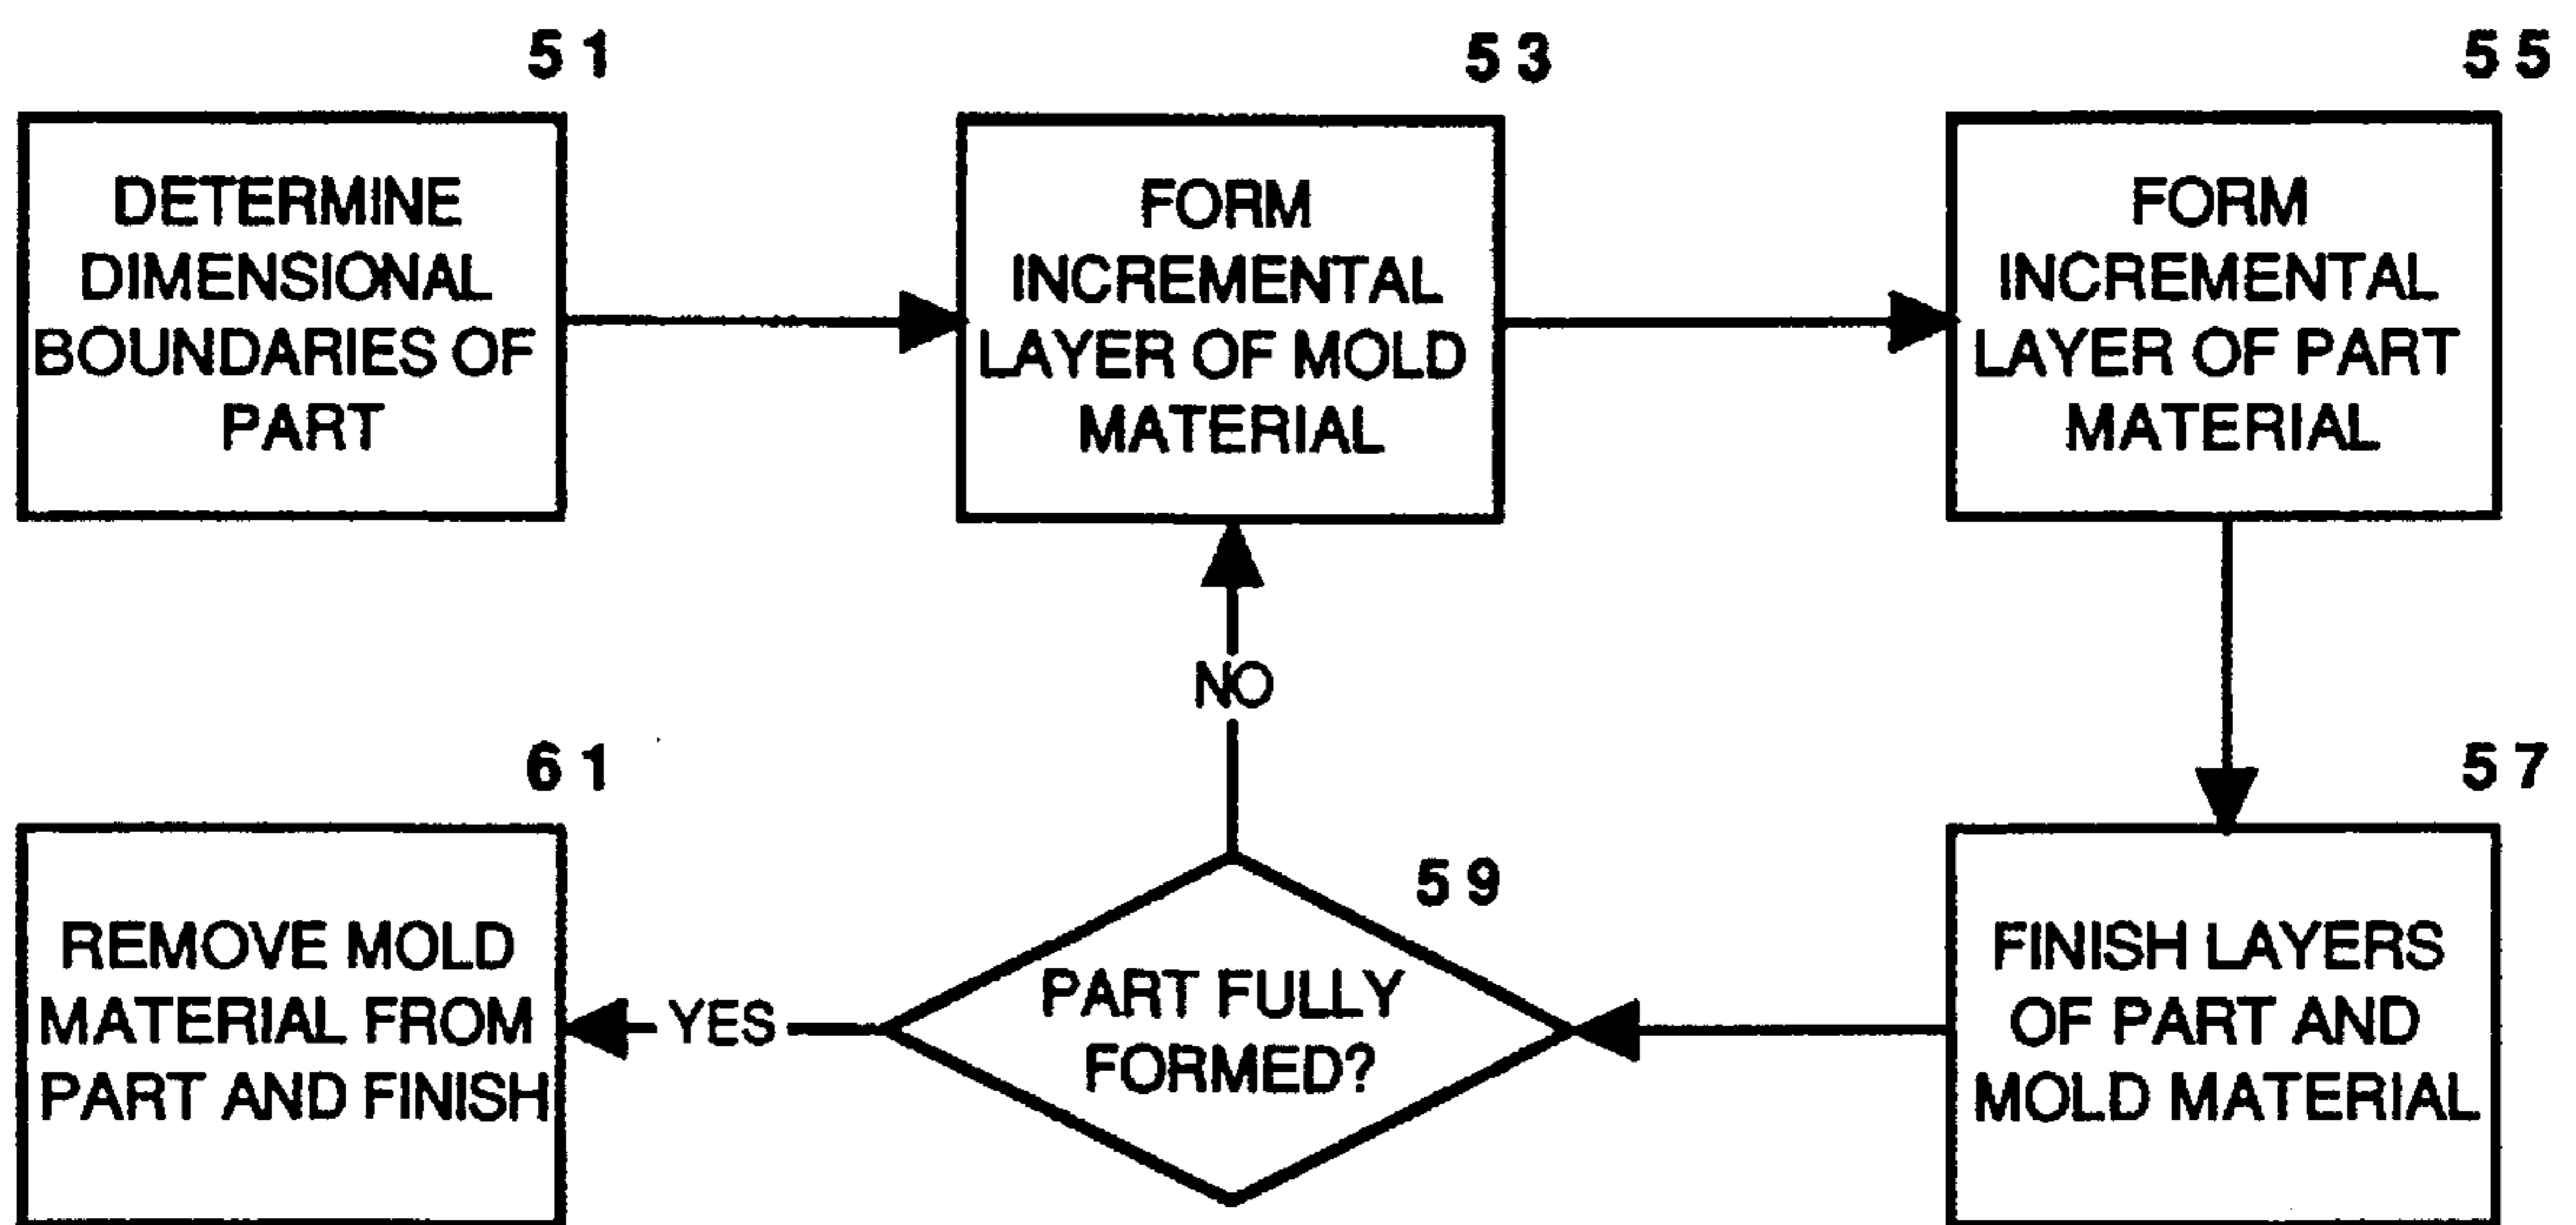 51
DETERMINE
DIMENSIONAL
BOUNDARIES OF
PART
53
FORM
INCREMENTAL
LAYER OF MOLD
MATERIAL
55
FORM
INCREMENTAL
LAYER OF PART
MATERIAL
NO
57
FINISH LAYERS
OF PART AND
MOLD MATERIAL
59
PART FULLY
FORMED?
YES
61
REMOVE MOLD
MATERIAL FROM
PART AND FINISH